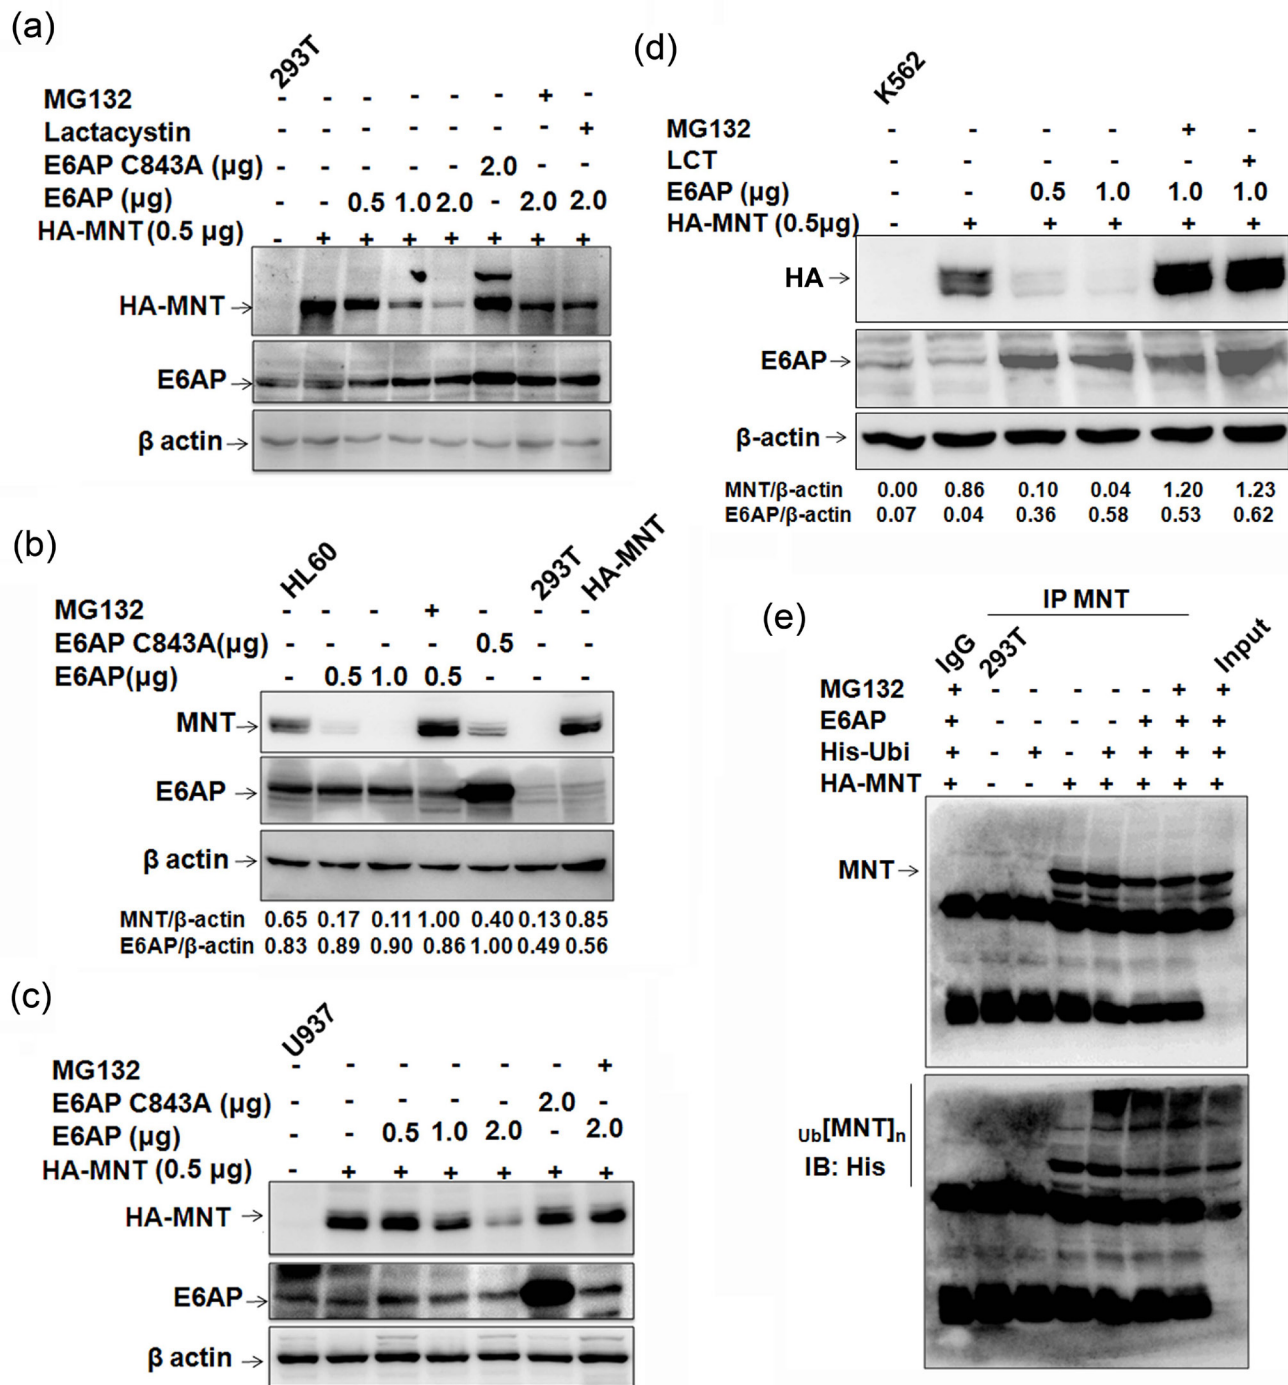 (a)
293T
MG132 - - - - - - + -
Lactacystin - - - - - - - +
E6AP C843A (µg) - - - - - 2.0 - -
E6AP (µg) - - 0.5 1.0 2.0 - 2.0 2.0
HA-MNT (0.5 µg) - + + + + + + +
HA-MNT→
E6AP→
β actin→
(b)
HL60 293T HA-MNT
MG132 - - - + - - -
E6AP C843A(µg) - - - - 0.5 - -
E6AP(µg) - 0.5 1.0 0.5 - - -
MNT→
E6AP→
β actin→
MNT/β-actin 0.65 0.17 0.11 1.00 0.40 0.13 0.85
E6AP/β-actin 0.83 0.89 0.90 0.86 1.00 0.49 0.56
(c)
U937
MG132 - - - - - - +
E6AP C843A (µg) - - - - - 2.0 -
E6AP (µg) - - 0.5 1.0 2.0 - 2.0
HA-MNT (0.5 µg) - + + + + + +
HA-MNT→
E6AP→
β actin→
(d)
K562
MG132 - - - - + -
LCT - - - - - +
E6AP (µg) - - 0.5 1.0 1.0 1.0
HA-MNT (0.5µg) - + + + + +
HA→
E6AP→
β-actin→
MNT/β-actin 0.00 0.86 0.10 0.04 1.20 1.23
E6AP/β-actin 0.07 0.04 0.36 0.58 0.53 0.62
(e)
IP MNT
IgG 293T Input
MG132 + - - - - - + +
E6AP + - - - - + + +
His-Ubi + - + - + + + +
HA-MNT + - - + + + + +
MNT→
Ub[MNT]n
IB: His